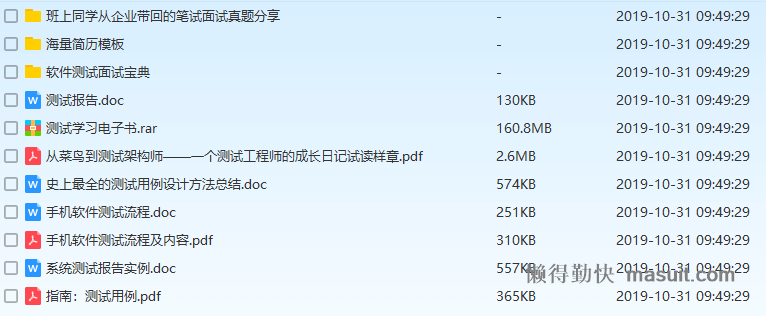 班上同学从企业带回的笔试面试真题分享 - 2019-10-31 09:49:29
海量简历模板 - 2019-10-31 09:49:29
软件测试面试宝典 - 2019-10-31 09:49:29
测试报告.doc 130KB 2019-10-31 09:49:29
测试学习电子书.rar 160.8MB 2019-10-31 09:49:29
从菜鸟到测试架构师——一个测试工程师的成长日记试读样章.pdf 2.6MB 2019-10-31 09:49:29
史上最全的测试用例设计方法总结.doc 574KB 2019-10-31 09:49:29
手机软件测试流程.doc 251KB 2019-10-31 09:49:29
手机软件测试流程及内容.pdf 310KB 2019-10-31 09:49:29
系统测试报告实例.doc 557KB 2019-10-31 09:49:29
懒得勤快 masuit.com
指南：测试用例.pdf 365KB 2019-10-31 09:49:29